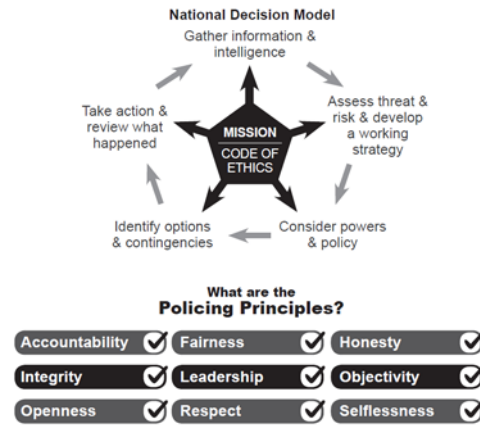 National Decision Model
Gather information &
intelligence
Assess threat &
risk & develop
a working
strategy
Consider powers
& policy
Identify options
& contingencies
Take action &
review what
happened
MISSION
CODE OF
ETHICS
What are the
Policing Principles?
Accountability Fairness Honesty
Integrity Leadership Objectivity
Openness Respect Selflessness